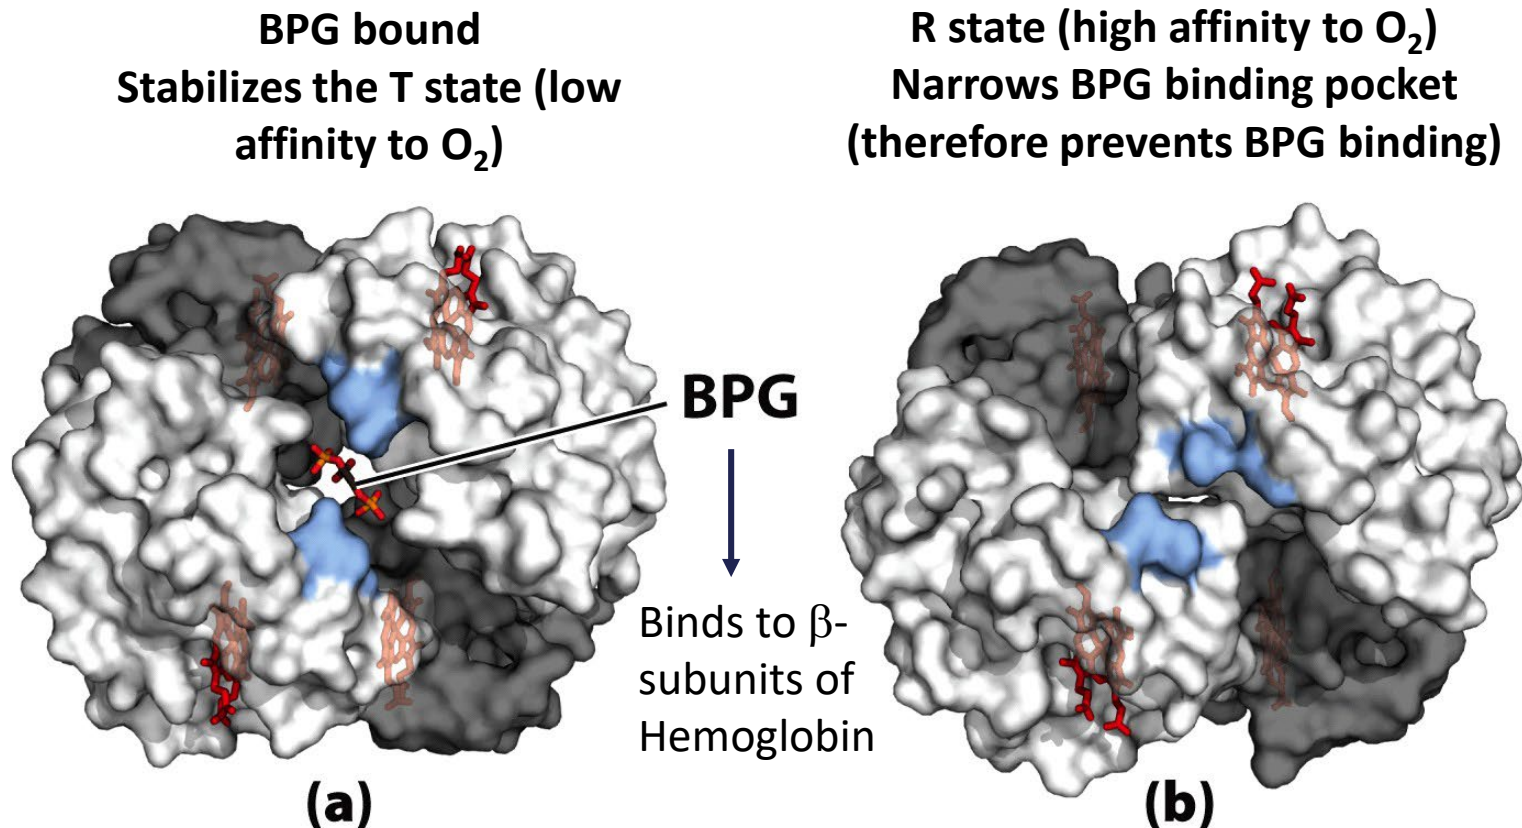 BPG bound
Stabilizes the T state (low
affinity to O₂)
R state (high affinity to O₂)
Narrows BPG binding pocket
(therefore prevents BPG binding)
BPG
Binds to β-
subunits of
Hemoglobin
(a)
(b)